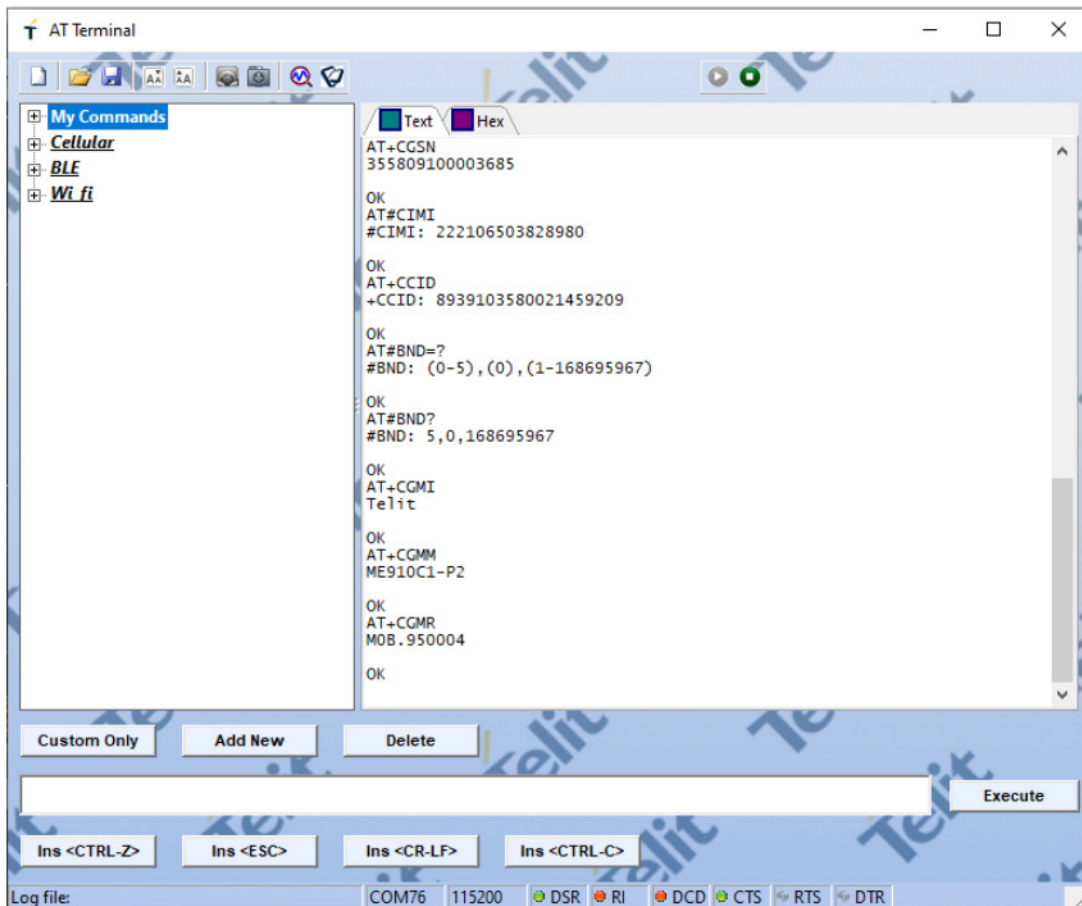 AT Terminal
My Commands
Cellular
BLE
Wi fi
Text Hex
AT+CGSN
355809100003685
OK
AT#CIMI
#CIMI: 222106503828980
OK
AT+CCID
+CCID: 8939103580021459209
OK
AT#BND=?
#BND: (0-5),(0),(1-168695967)
OK
AT#BND?
#BND: 5,0,168695967
OK
AT+CGMI
Telit
OK
AT+CGMM
ME910C1-P2
OK
AT+CGMR
M0B.950004
OK
Custom Only Add New Delete
Execute
Ins <CTRL-Z> Ins <ESC> Ins <CR-LF> Ins <CTRL-C>
Log file: COM76 115200 DSR RI DCD CTS RTS DTR
Telit